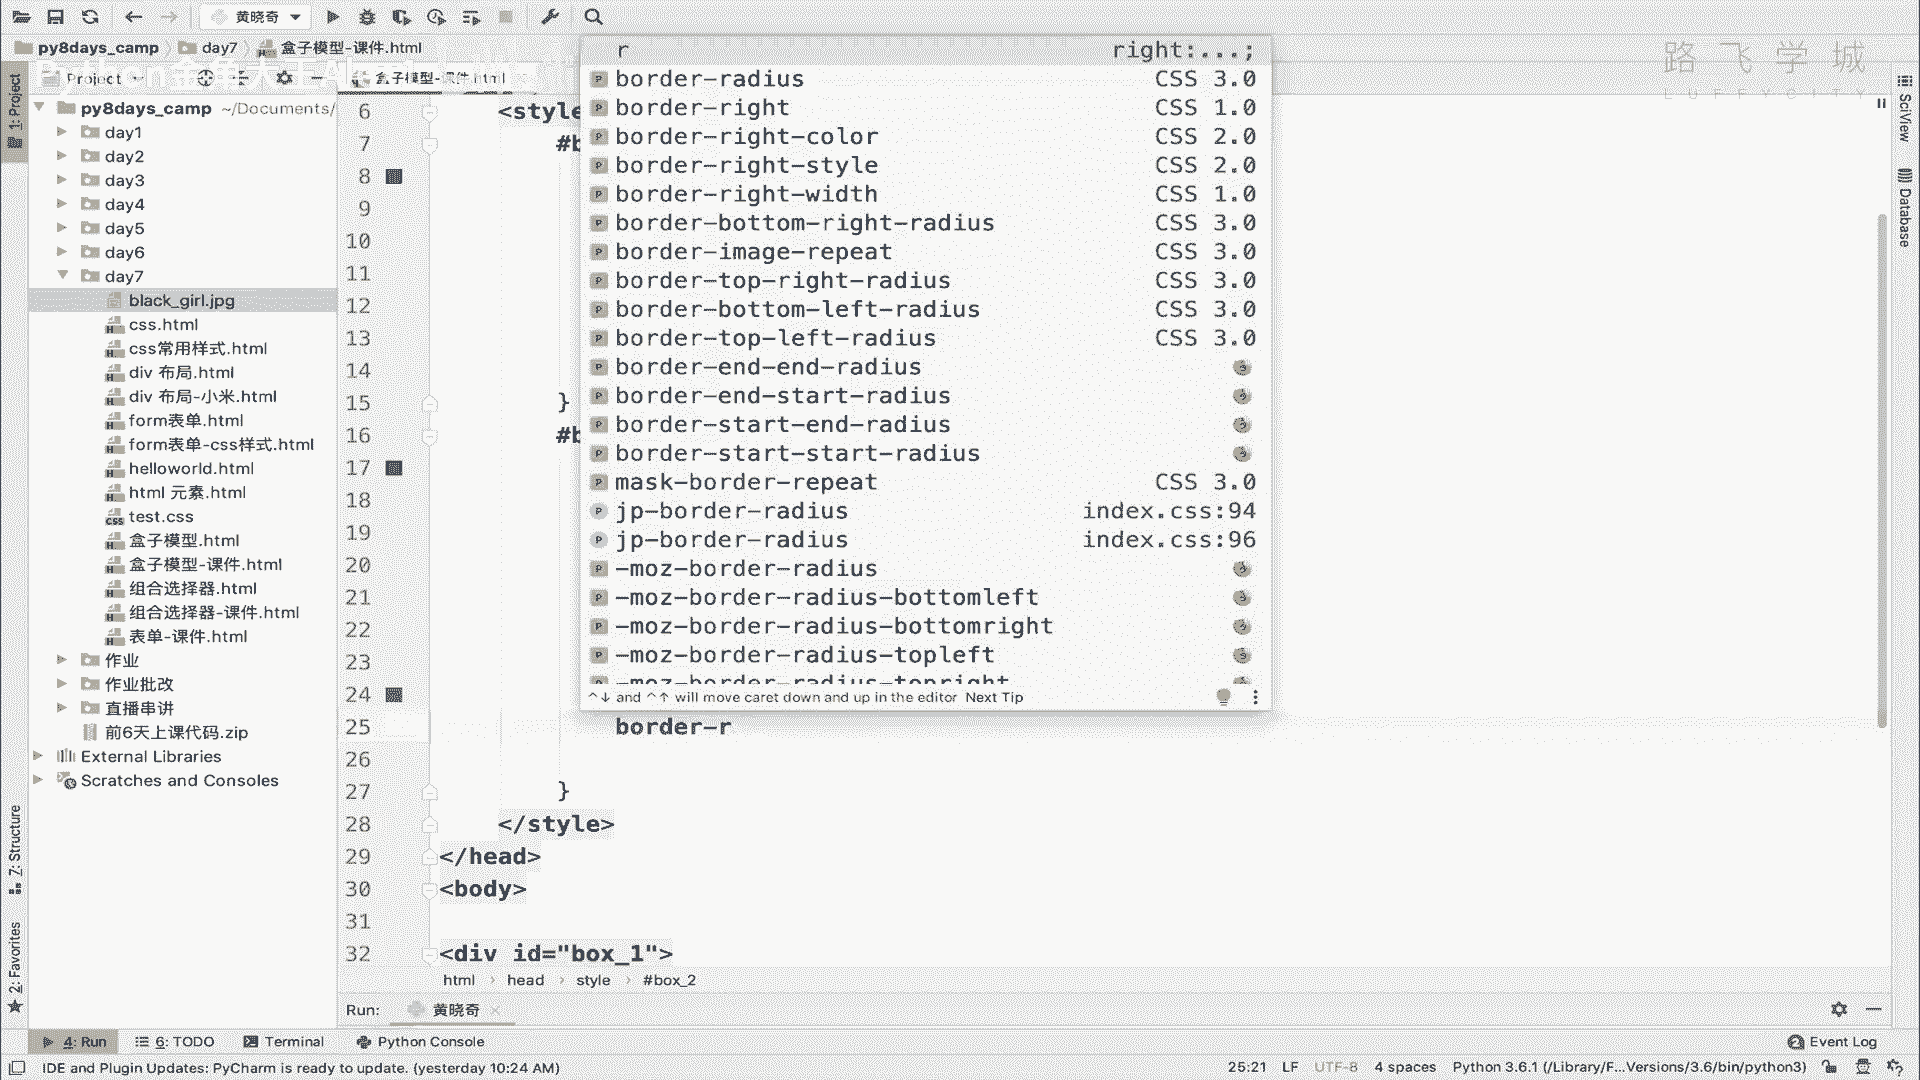 黄晓奇
py8days_camp
day7
盒子模型-课件.html
路飞学城
LUFFYCITY
Project
盒子模型-课件.html
1: Project
py8days_camp ~/Documents/
day1
day2
day3
day4
day5
day6
day7
black_girl.jpg
css.html
css常用样式.html
div 布局.html
div 布局-小米.html
form表单.html
form表单-css样式.html
helloworld.html
html 元素.html
test.css
盒子模型.html
盒子模型-课件.html
组合选择器.html
组合选择器-课件.html
表单-课件.html
作业
作业批改
直播串讲
前6天上课代码.zip
External Libraries
Scratches and Consoles
7: Structure
2: Favorites
6 <style
7 #b
8
9
10
11
12
13
14
15 }
16 #b
17
18
19
20
21
22
23
24
25 border-r
26
27 }
28 </style>
29 </head>
30 <body>
31
32 <div id="box_1">
r right:...;
border-radius CSS 3.0
border-right CSS 1.0
border-right-color CSS 2.0
border-right-style CSS 2.0
border-right-width CSS 1.0
border-bottom-right-radius CSS 3.0
border-image-repeat CSS 3.0
border-top-right-radius CSS 3.0
border-bottom-left-radius CSS 3.0
border-top-left-radius CSS 3.0
border-end-end-radius
border-end-start-radius
border-start-end-radius
border-start-start-radius
mask-border-repeat CSS 3.0
jp-border-radius index.css:94
jp-border-radius index.css:96
-moz-border-radius
-moz-border-radius-bottomleft
-moz-border-radius-bottomright
-moz-border-radius-topleft
-moz-border-radius-topright
^↓ and ^↑ will move caret down and up in the editor Next Tip
SciView
Database
html › head › style › #box_2
Run: 黄晓奇
4: Run
6: TODO
Terminal
Python Console
Event Log
IDE and Plugin Updates: PyCharm is ready to update. (yesterday 10:24 AM)
25:21 LF UTF-8 4 spaces Python 3.6.1 (/Library/F...Versions/3.6/bin/python3)